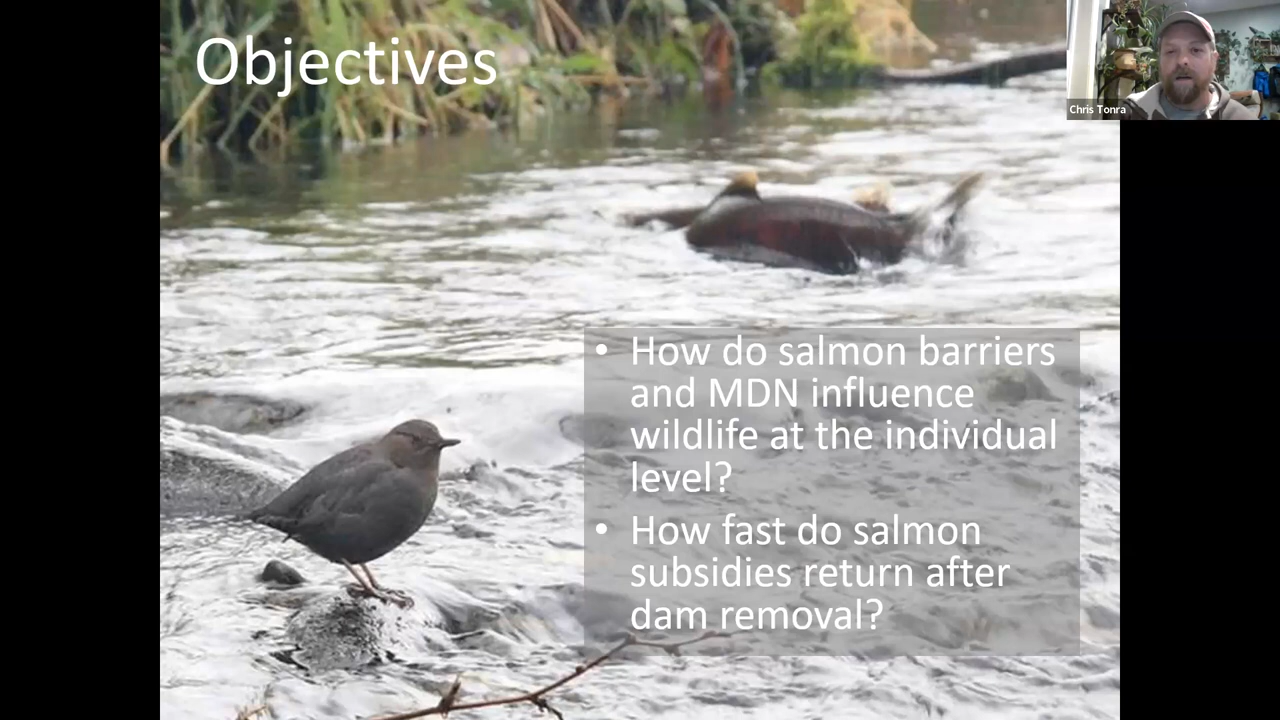 Objectives
Chris Tonra
• How do salmon barriers
and MDN influence
wildlife at the individual
level?
• How fast do salmon
subsidies return after
dam removal?